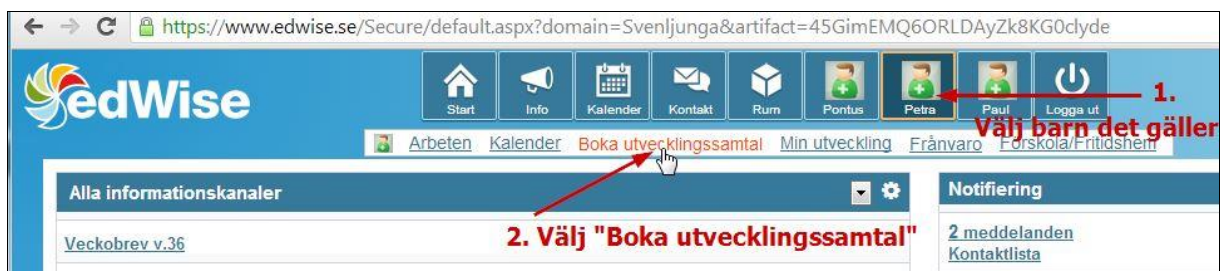 https://www.edwise.se/Secure/default.aspx?domain=Svenljunga&artifact=45GimEMQ6ORLDAyZk8KG0clyde
edWise
Start Info Kalender Kontakt Rum Pontus Petra Paul Logga ut
1.
Välj barn det gäller
Arbeten Kalender Boka utvecklingssamtal Min utveckling Frånvaro Förskola/Fritidshem
Alla informationskanaler
Notifiering
Veckobrev v.36
2. Välj "Boka utvecklingssamtal"
2 meddelanden
Kontaktlista